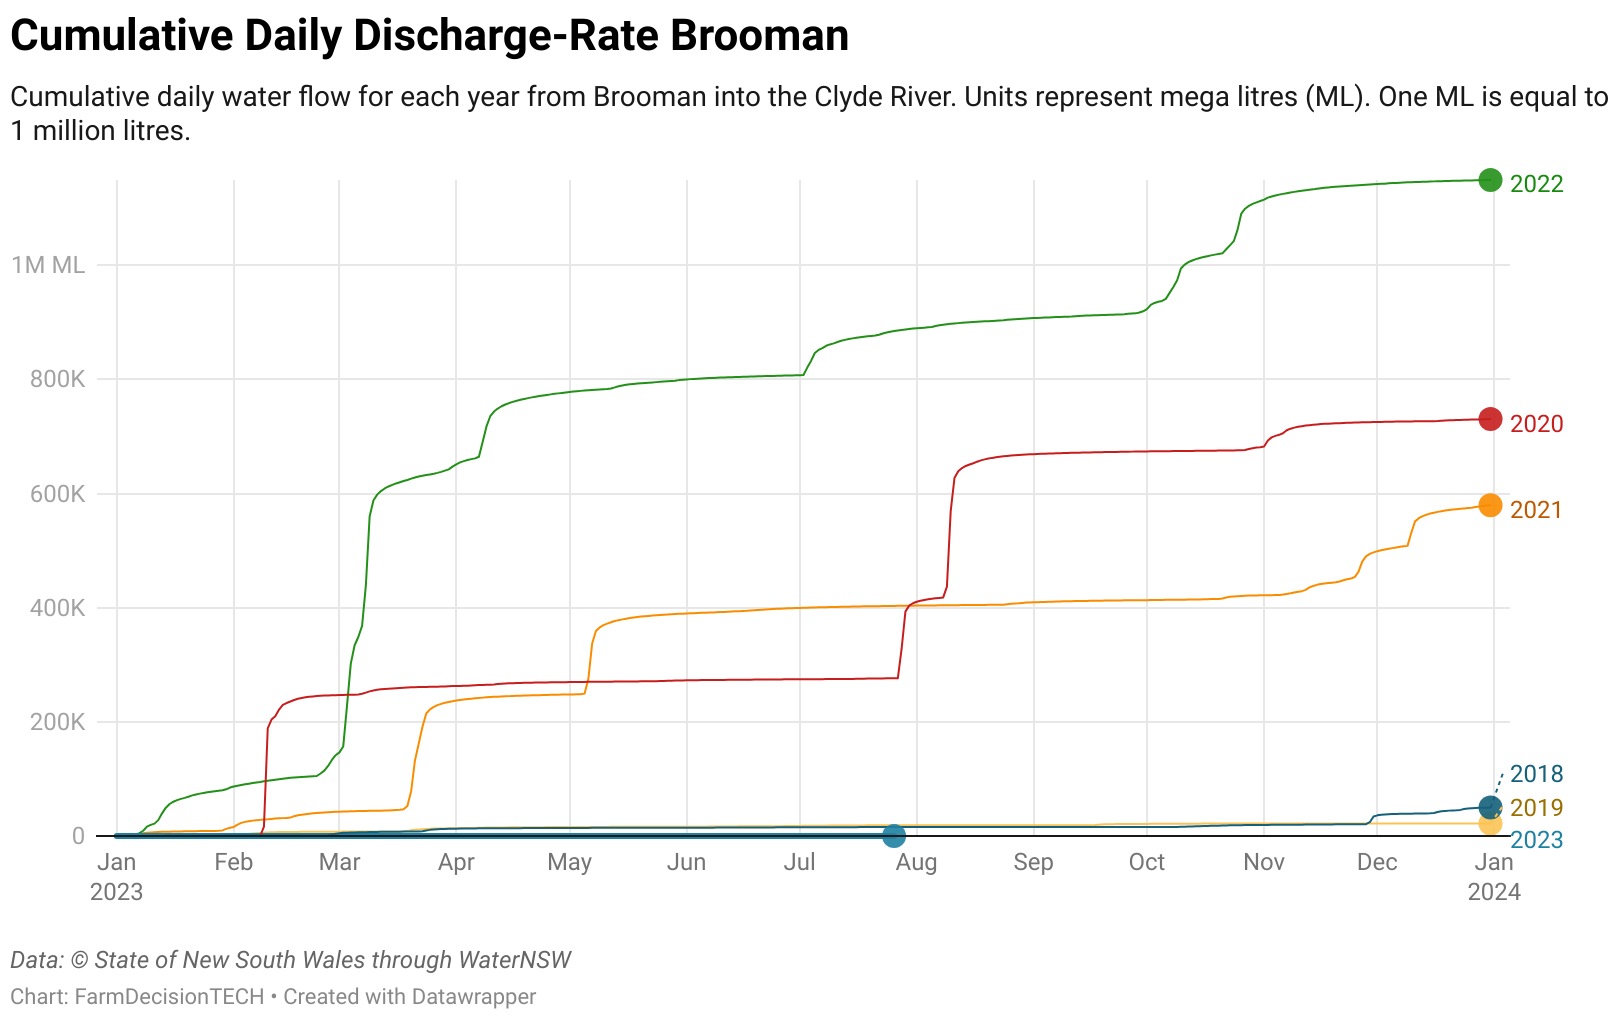 Cumulative Daily Discharge-Rate Brooman
Cumulative daily water flow for each year from Brooman into the Clyde River. Units represent mega litres (ML). One ML is equal to
1 million litres.
2022
1M ML
800K
2020
600K
2021
400K
200K
2018
2019
0
2023
Jan Feb Mar Apr May Jun Jul Aug Sep Oct Nov Dec Jan
2023 2024
Data: © State of New South Wales through WaterNSW
Chart: FarmDecisionTECH • Created with Datawrapper